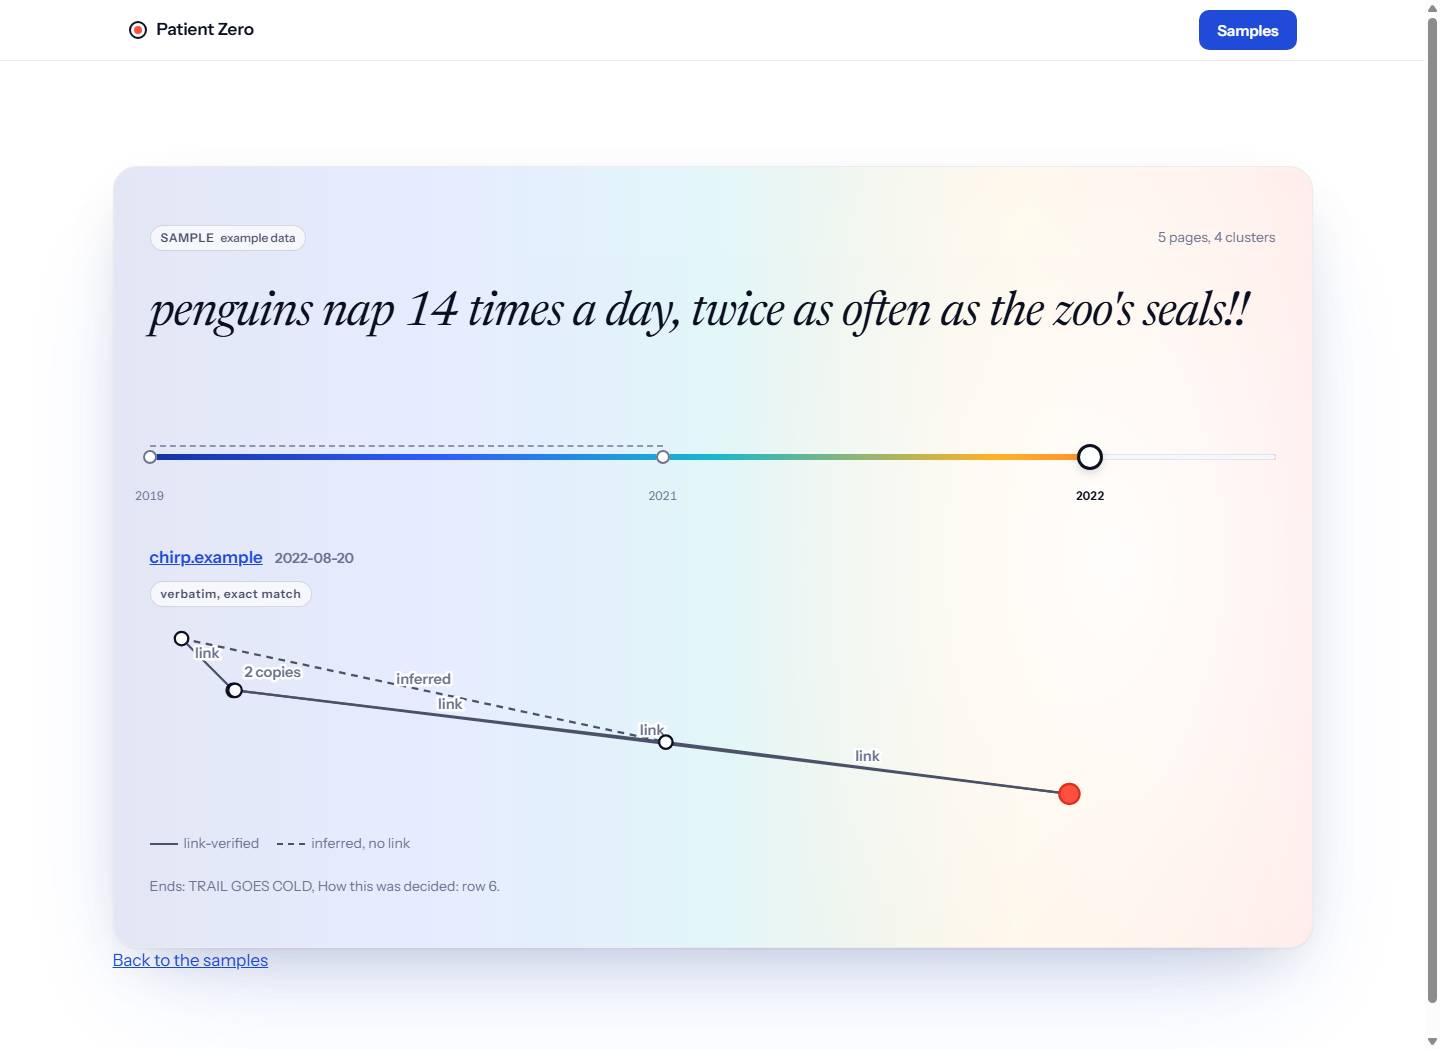 Patient Zero
Samples
SAMPLE example data
5 pages, 4 clusters
penguins nap 14 times a day, twice as often as the zoo's seals!!
2019
2021
2022
chirp.example 2022-08-20
verbatim, exact match
link
2 copies
inferred
link
link
link
link-verified
inferred, no link
Ends: TRAIL GOES COLD, How this was decided: row 6.
Back to the samples